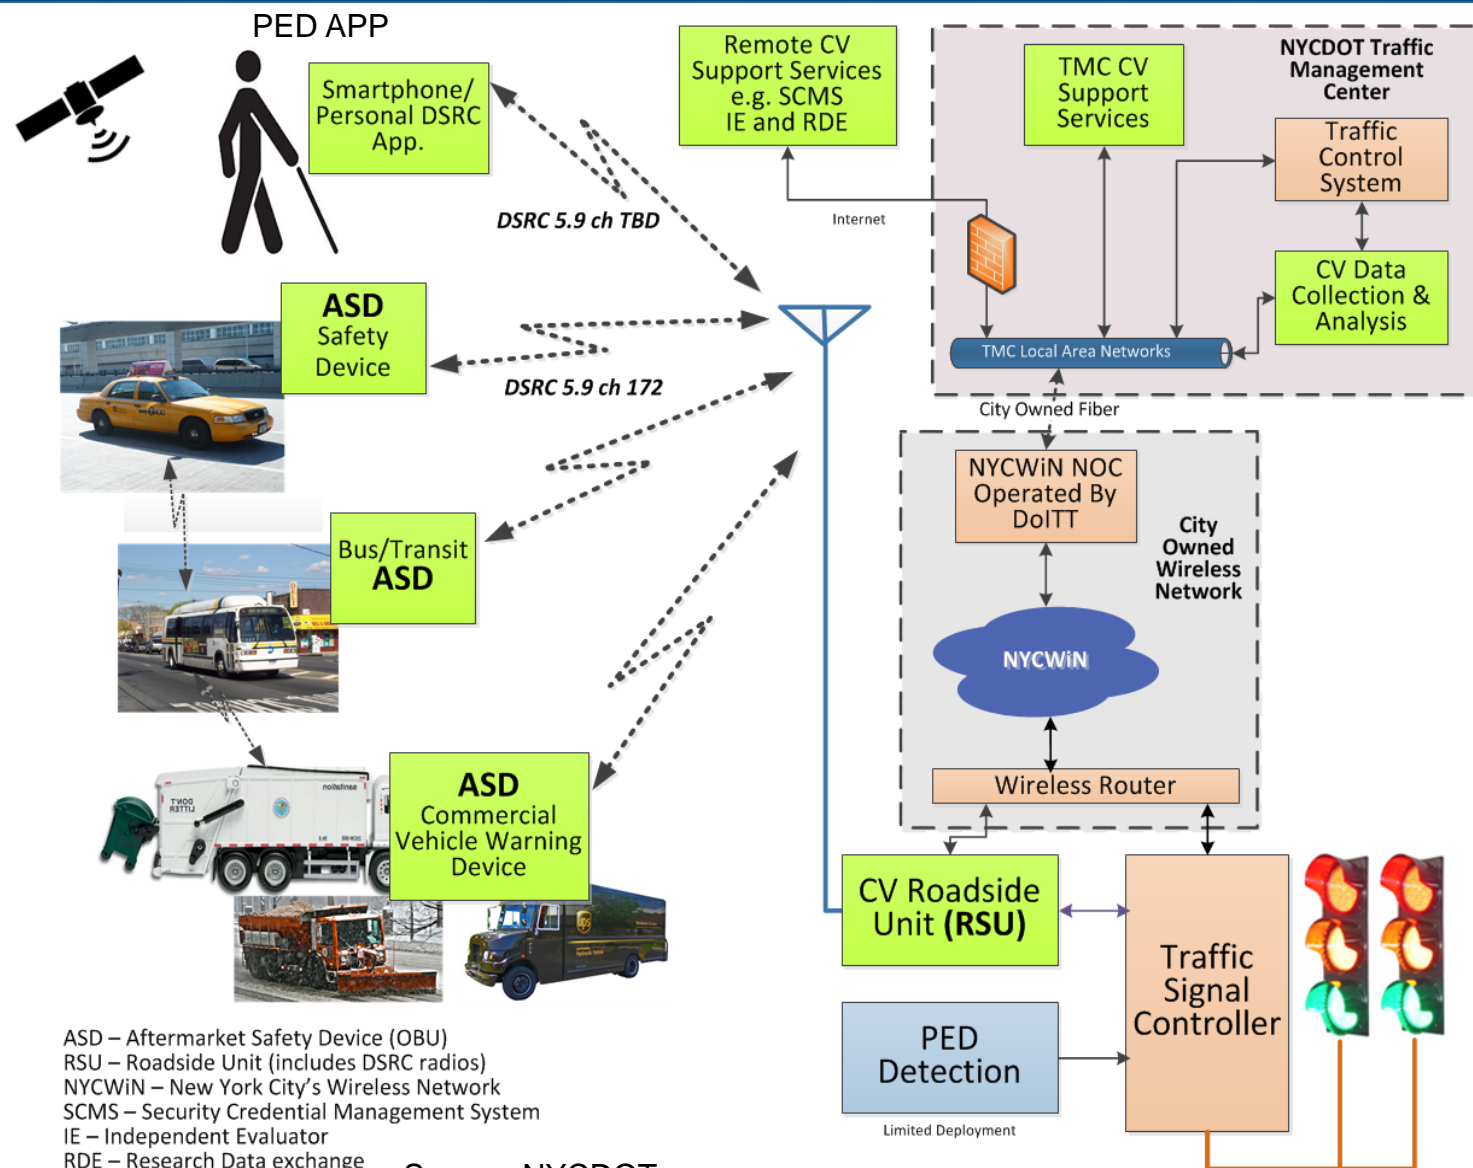 PED APP
Smartphone/
Personal DSRC
App.
DSRC 5.9 ch TBD
Remote CV
Support Services
e.g. SCMS
IE and RDE
Internet
NYCDOT Traffic
Management
Center
TMC CV
Support
Services
Traffic
Control
System
CV Data
Collection &
Analysis
TMC Local Area Networks
City Owned Fiber
ASD
Safety
Device
DSRC 5.9 ch 172
Bus/Transit
ASD
NYCWiN NOC
Operated By
DoITT
City
Owned
Wireless
Network
NYCWiN
Wireless Router
DON'T
LITTER
sanitation
ASD
Commercial
Vehicle Warning
Device
ups
CV Roadside
Unit (RSU)
Traffic
Signal
Controller
PED
Detection
Limited Deployment
ASD – Aftermarket Safety Device (OBU)
RSU – Roadside Unit (includes DSRC radios)
NYCWiN – New York City's Wireless Network
SCMS – Security Credential Management System
IE – Independent Evaluator
RDE – Research Data exchange